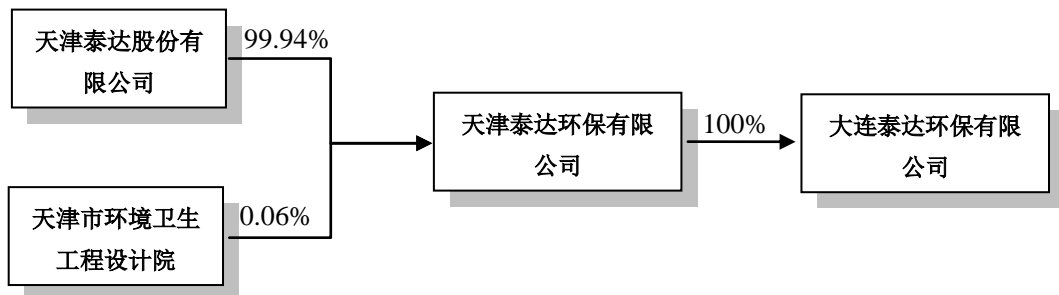 天津泰达股份有
限公司
99.94%
天津市环境卫生
工程设计院
0.06%
天津泰达环保有限
公司
100%
大连泰达环保有限
公司